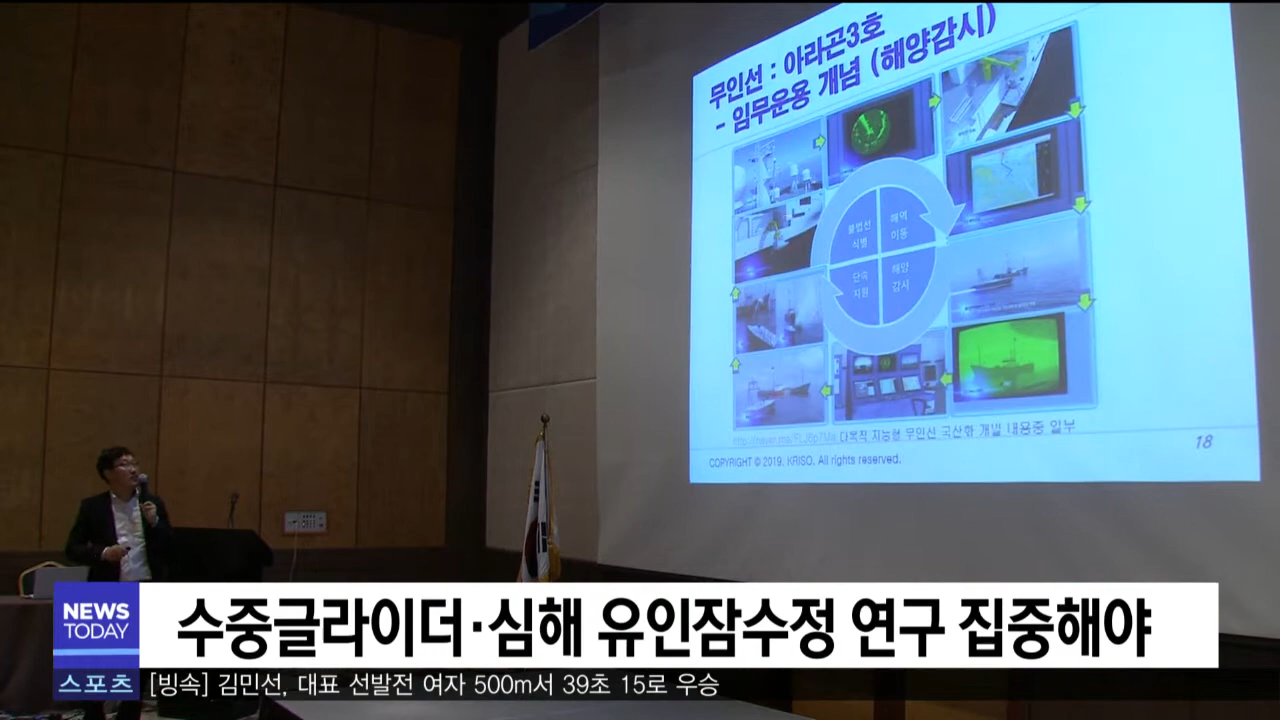 무인선 : 아라곤3호
- 임무운용 개념 (해양감시)
불법선
식별
해역
이동
단속
지원
해양
감시
다목적 지능형 무인선 국산화 개발 내용중 일부
18
COPYRIGHT © 2019. KRISO. All rights reserved.
NEWS
TODAY
수중글라이더·심해 유인잠수정 연구 집중해야
스포츠
[빙속] 김민선, 대표 선발전 여자 500m서 39초 15로 우승